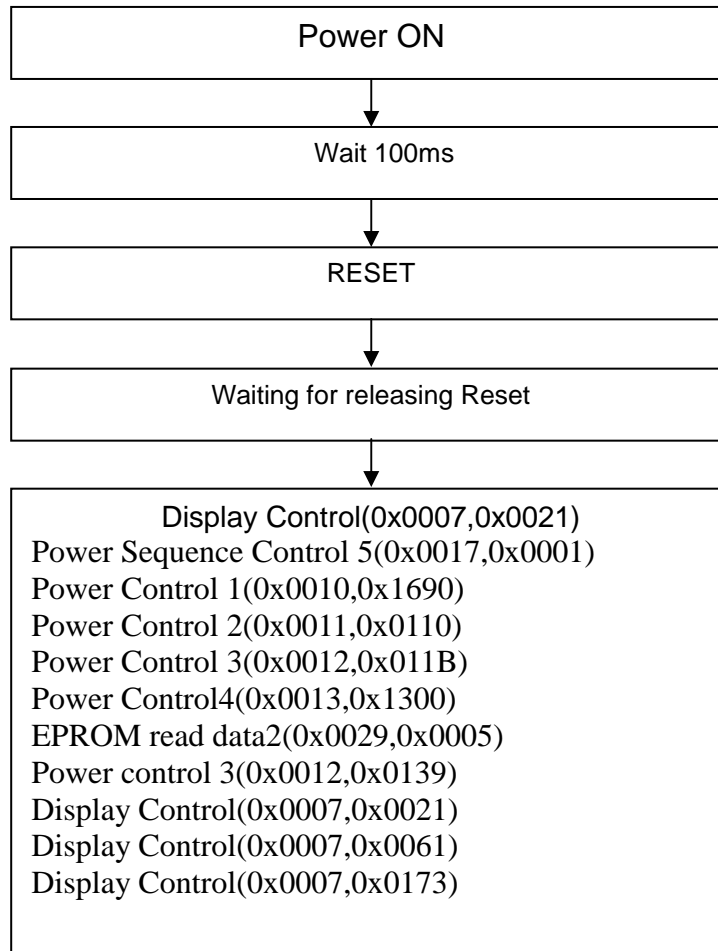 Power ON
Wait 100ms
RESET
Waiting for releasing Reset
Display Control(0x0007,0x0021)
Power Sequence Control 5(0x0017,0x0001)
Power Control 1(0x0010,0x1690)
Power Control 2(0x0011,0x0110)
Power Control 3(0x0012,0x011B)
Power Control4(0x0013,0x1300)
EPROM read data2(0x0029,0x0005)
Power control 3(0x0012,0x0139)
Display Control(0x0007,0x0021)
Display Control(0x0007,0x0061)
Display Control(0x0007,0x0173)